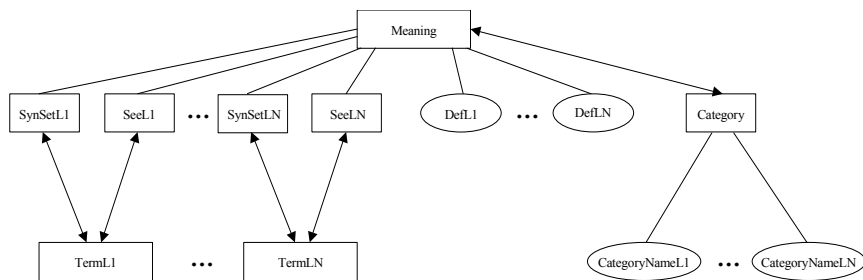 Meaning
SynSetL1 SeeL1 ... SynSetLN SeeLN DefL1 ... DefLN Category
TermL1 ... TermLN CategoryNameL1 ... CategoryNameLN